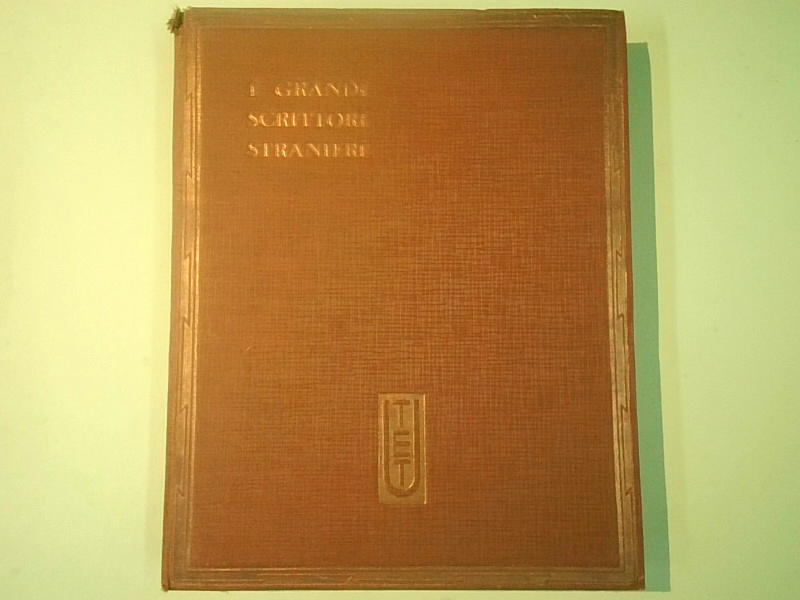 I GRANDI
SCRITTORI
STRANIERI
UTET